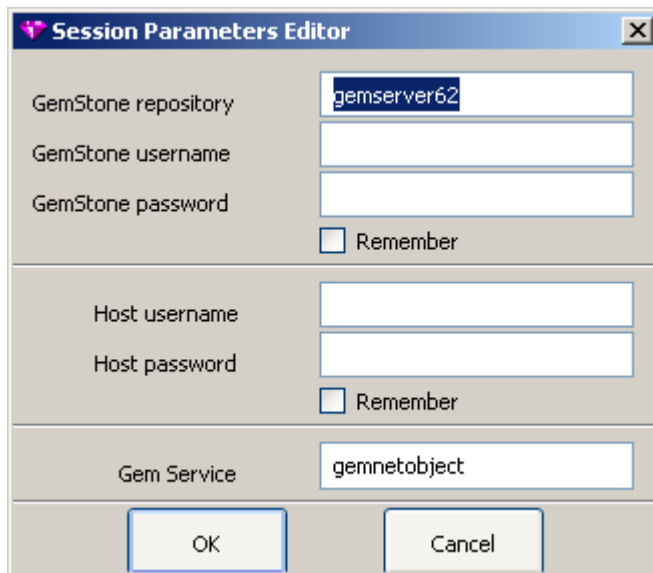 Session Parameters Editor
GemStone repository gemserver62
GemStone username
GemStone password
Remember
Host username
Host password
Remember
Gem Service gemnetobject
OK Cancel